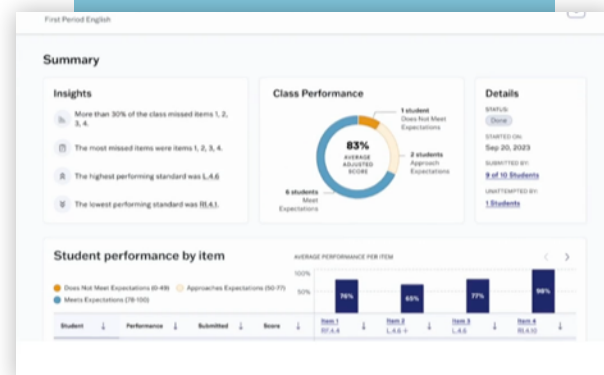 First Period English
Summary
Insights
More than 30% of the class missed items 1, 2,
3, 4.
The most missed items were items 1, 2, 3, 4.
The highest performing standard was L.4.6
The lowest performing standard was RI.4.1.
Class Performance
1 student
Does Not Meet
Expectations
83%
AVERAGE
ADJUSTED
SCORE
2 students
Approach
Expectations
6 students
Meet
Expectations
Details
STATUS:
Done
STARTED ON:
Sep 20, 2023
SUBMITTED BY:
9 of 10 Students
UNATTEMPTED BY:
1 Students
Student performance by item
Does Not Meet Expectations (0-49)
Approaches Expectations (50-77)
Meets Expectations (78-100)
AVERAGE PERFORMANCE PER ITEM
100%
50%
76%
65%
77%
98%
Student
Performance
Submitted
Score
Item 1
RF.4.4
Item 2
L.4.6
Item 3
L.4.6
Item 4
RI.4.10